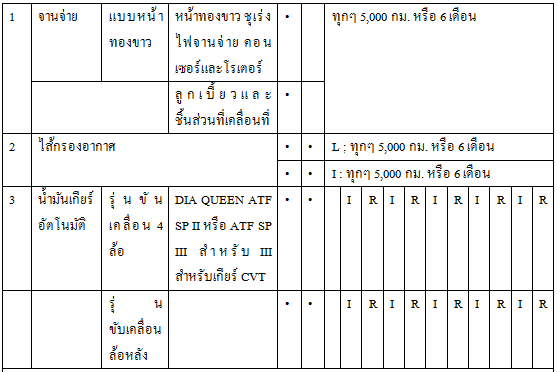 1 จานจ่าย แบบหน้า หน้าทองขาว ชุเร่ง • ทุกๆ 5,000 กม. หรือ 6 เดือน
ทองขาว ไฟจานจ่าย คอน
เซอร์และโรเตอร์
ลูกเบี้ยวและ •
ชิ้นส่วนที่เคลื่อนที่
2 ไส้กรองอากาศ • • L ; ทุกๆ 5,000 กม. หรือ 6 เดือน
• • I : ทุกๆ 5,000 กม. หรือ 6 เดือน
3 น้ำมันเกียร์ รุ่นขัน DIA QUEEN ATF • • I R I R I R I R I R
อัตโนมัติ เคลื่อน 4 SP II หรือ ATF SP
ล้อ III สำหรับ III
สำหรับเกียร์ CVT
รุ่น • • I R I R I R I R I R
ขับเคลื่อน
ล้อหลัง